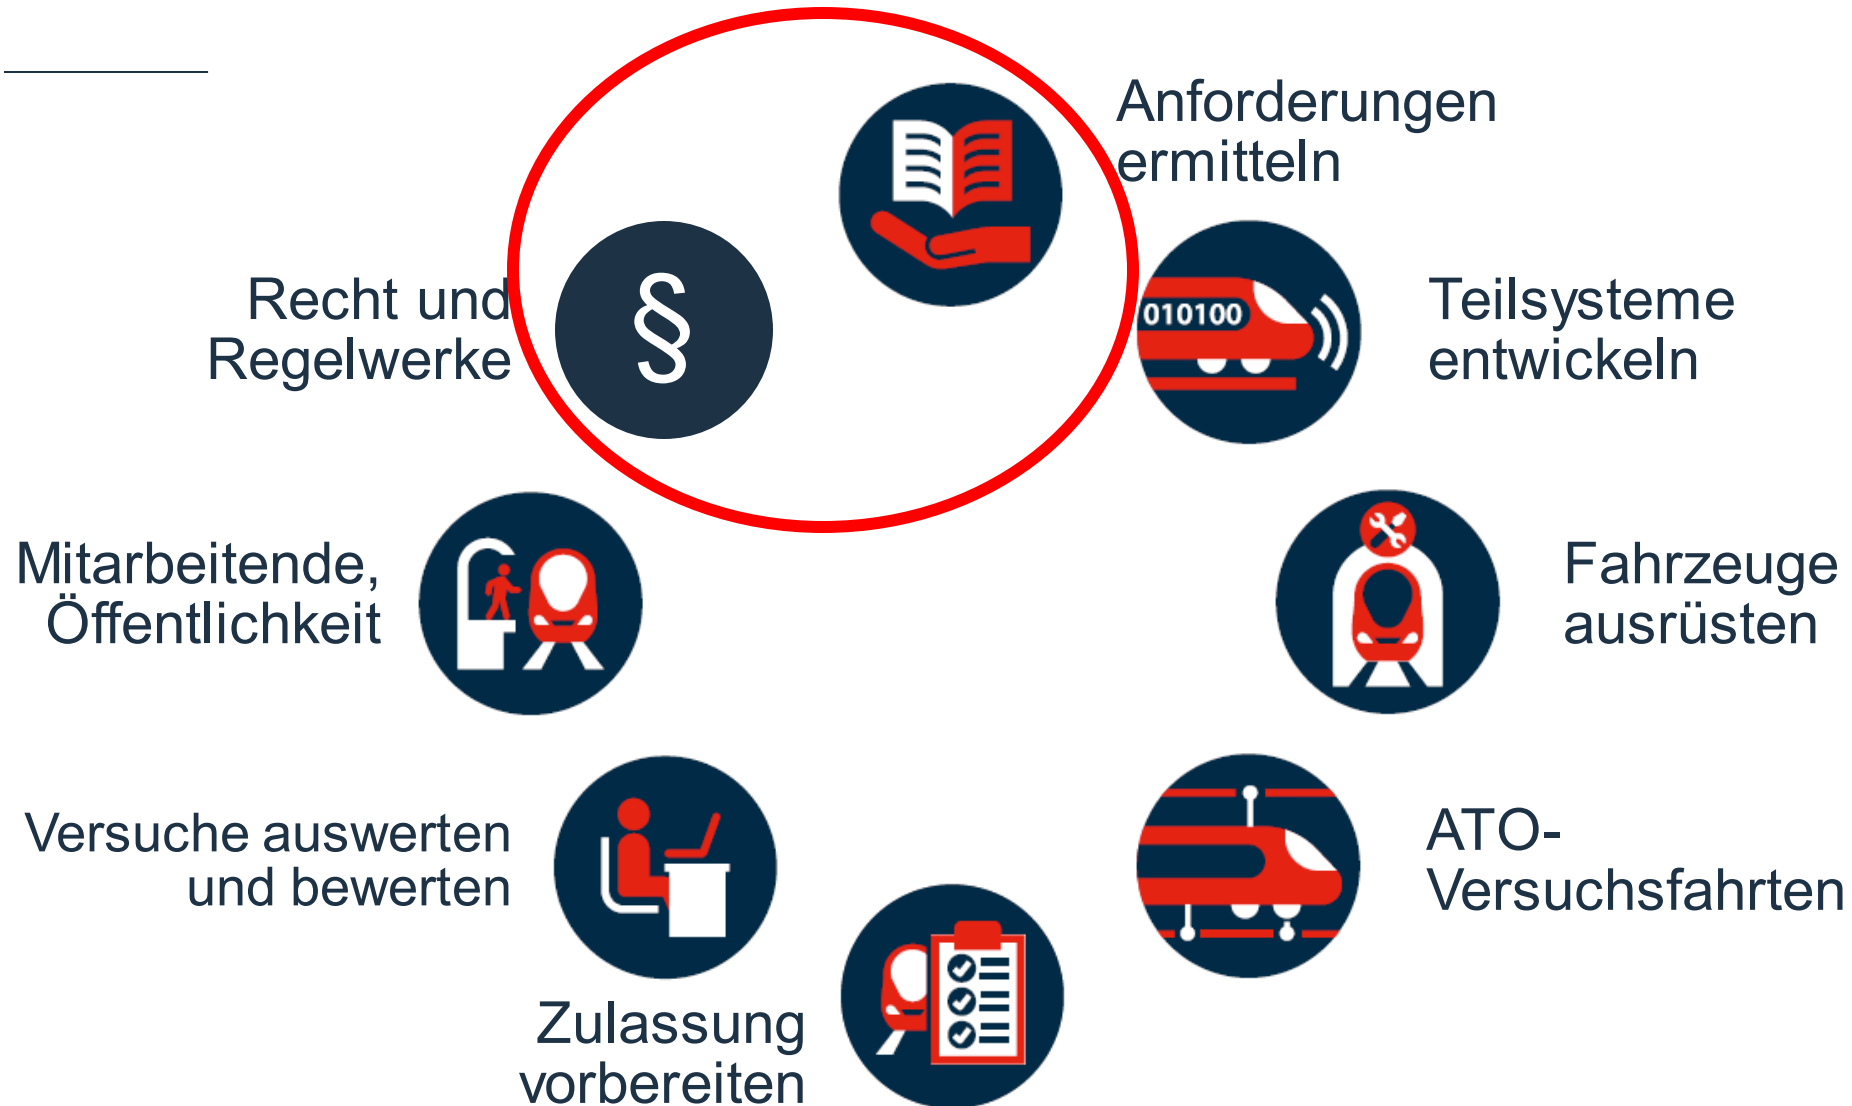 Anforderungen
ermitteln
Recht und
Regelwerke
§
010100
Teilsysteme
entwickeln
Mitarbeitende,
Öffentlichkeit
Fahrzeuge
ausrüsten
Versuche auswerten
und bewerten
ATO-
Versuchsfahrten
Zulassung
vorbereiten